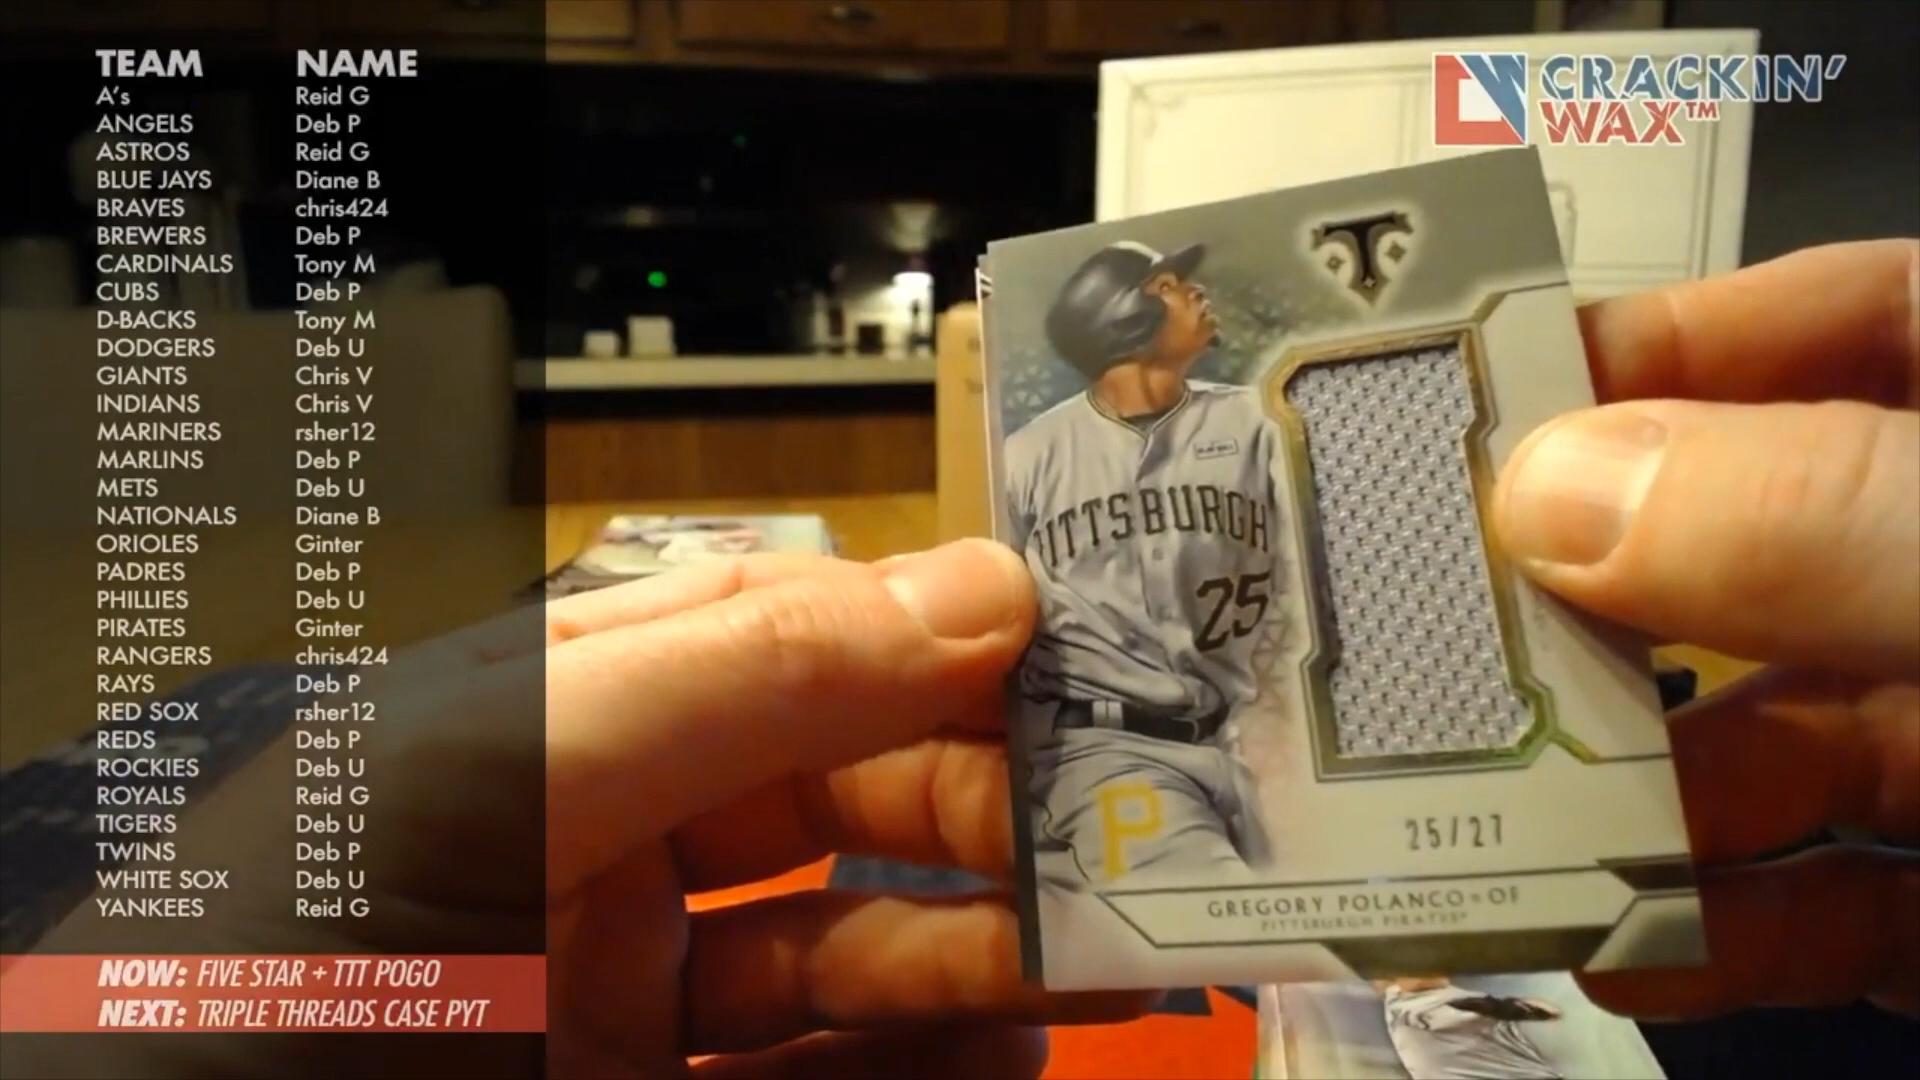 TEAM NAME
A's Reid G
ANGELS Deb P
ASTROS Reid G
BLUE JAYS Diane B
BRAVES chris424
BREWERS Deb P
CARDINALS Tony M
CUBS Deb P
D-BACKS Tony M
DODGERS Deb U
GIANTS Chris V
INDIANS Chris V
MARINERS rsher12
MARLINS Deb P
METS Deb U
NATIONALS Diane B
ORIOLES Ginter
PADRES Deb P
PHILLIES Deb U
PIRATES Ginter
RANGERS chris424
RAYS Deb P
RED SOX rsher12
REDS Deb P
ROCKIES Deb U
ROYALS Reid G
TIGERS Deb U
TWINS Deb P
WHITE SOX Deb U
YANKEES Reid G
NOW: FIVE STAR + TTT POGO
NEXT: TRIPLE THREADS CASE PYT
CRACKIN'
WAX™
PITTSBURGH
25
P
25/27
GREGORY POLANCO OF
PITTSBURGH PIRATES